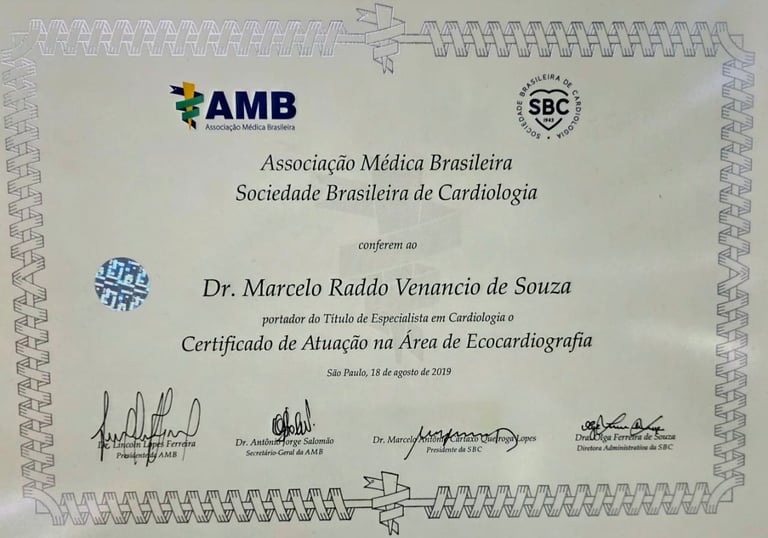 AMB
Associação Médica Brasileira
SOCIEDADE BRASILEIRA DE CARDIOLOGIA
SBC
1943
Associação Médica Brasileira
Sociedade Brasileira de Cardiologia
conferem ao
Dr. Marcelo Raddo Venancio de Souza
portador do Título de Especialista em Cardiologia o
Certificado de Atuação na Área de Ecocardiografia
São Paulo, 18 de agosto de 2019
Dr. Lincoln Lopes Ferreira
Presidente da AMB
Dr. Antônio Jorge Salomão
Secretário-Geral da AMB
Dr. Marcelo Antônio Cartaxo Queiroga Lopes
Presidente da SBC
Dra. Olga Ferreira de Souza
Diretora Administrativa da SBC